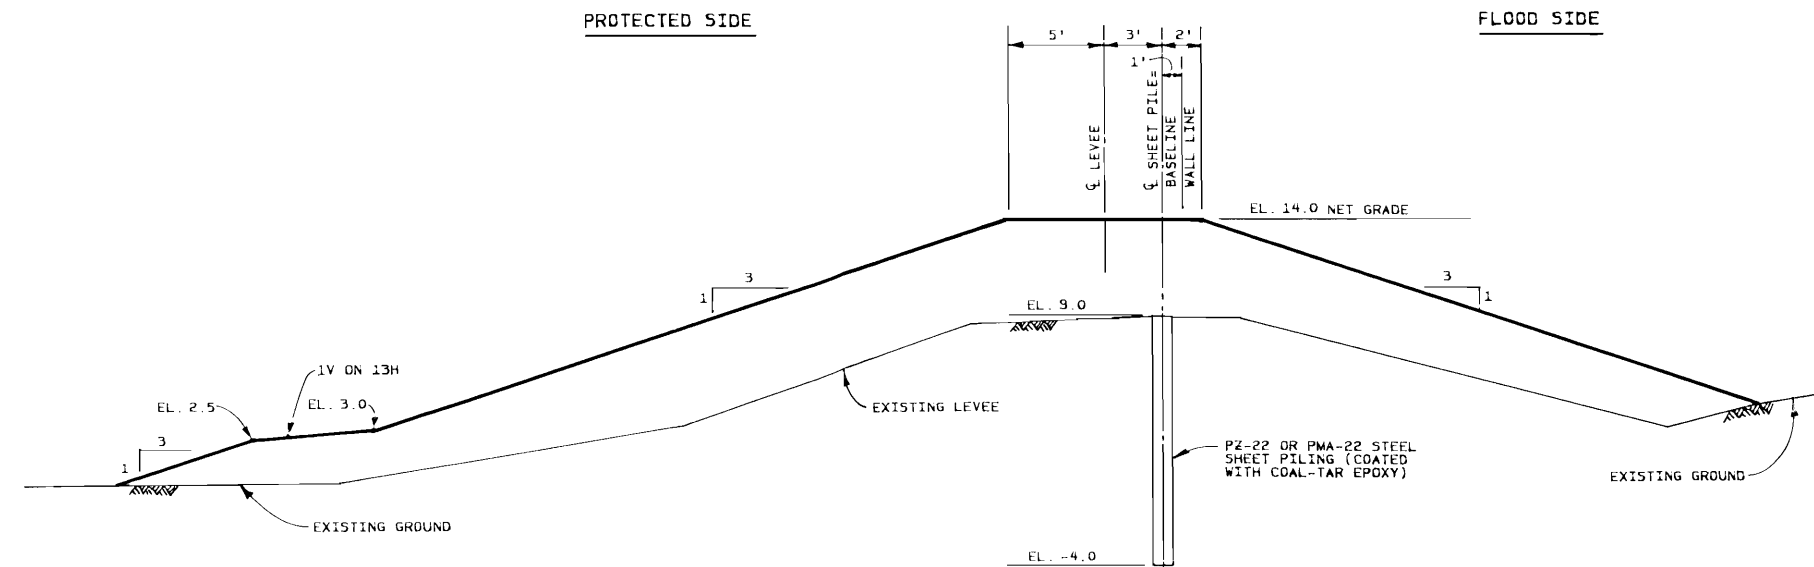 PROTECTED SIDE
FLOOD SIDE
5'
3'
2'
1'
℄ LEVEE
℄ SHEET PILE=
BASELINE
WALL LINE
EL. 14.0 NET GRADE
3
1
3
1
EL. 9.0
1V ON 13H
EL. 2.5
EL. 3.0
EXISTING LEVEE
3
1
PZ-22 OR PMA-22 STEEL
SHEET PILING (COATED
WITH COAL-TAR EPOXY)
EXISTING GROUND
EXISTING GROUND
EL. -4.0